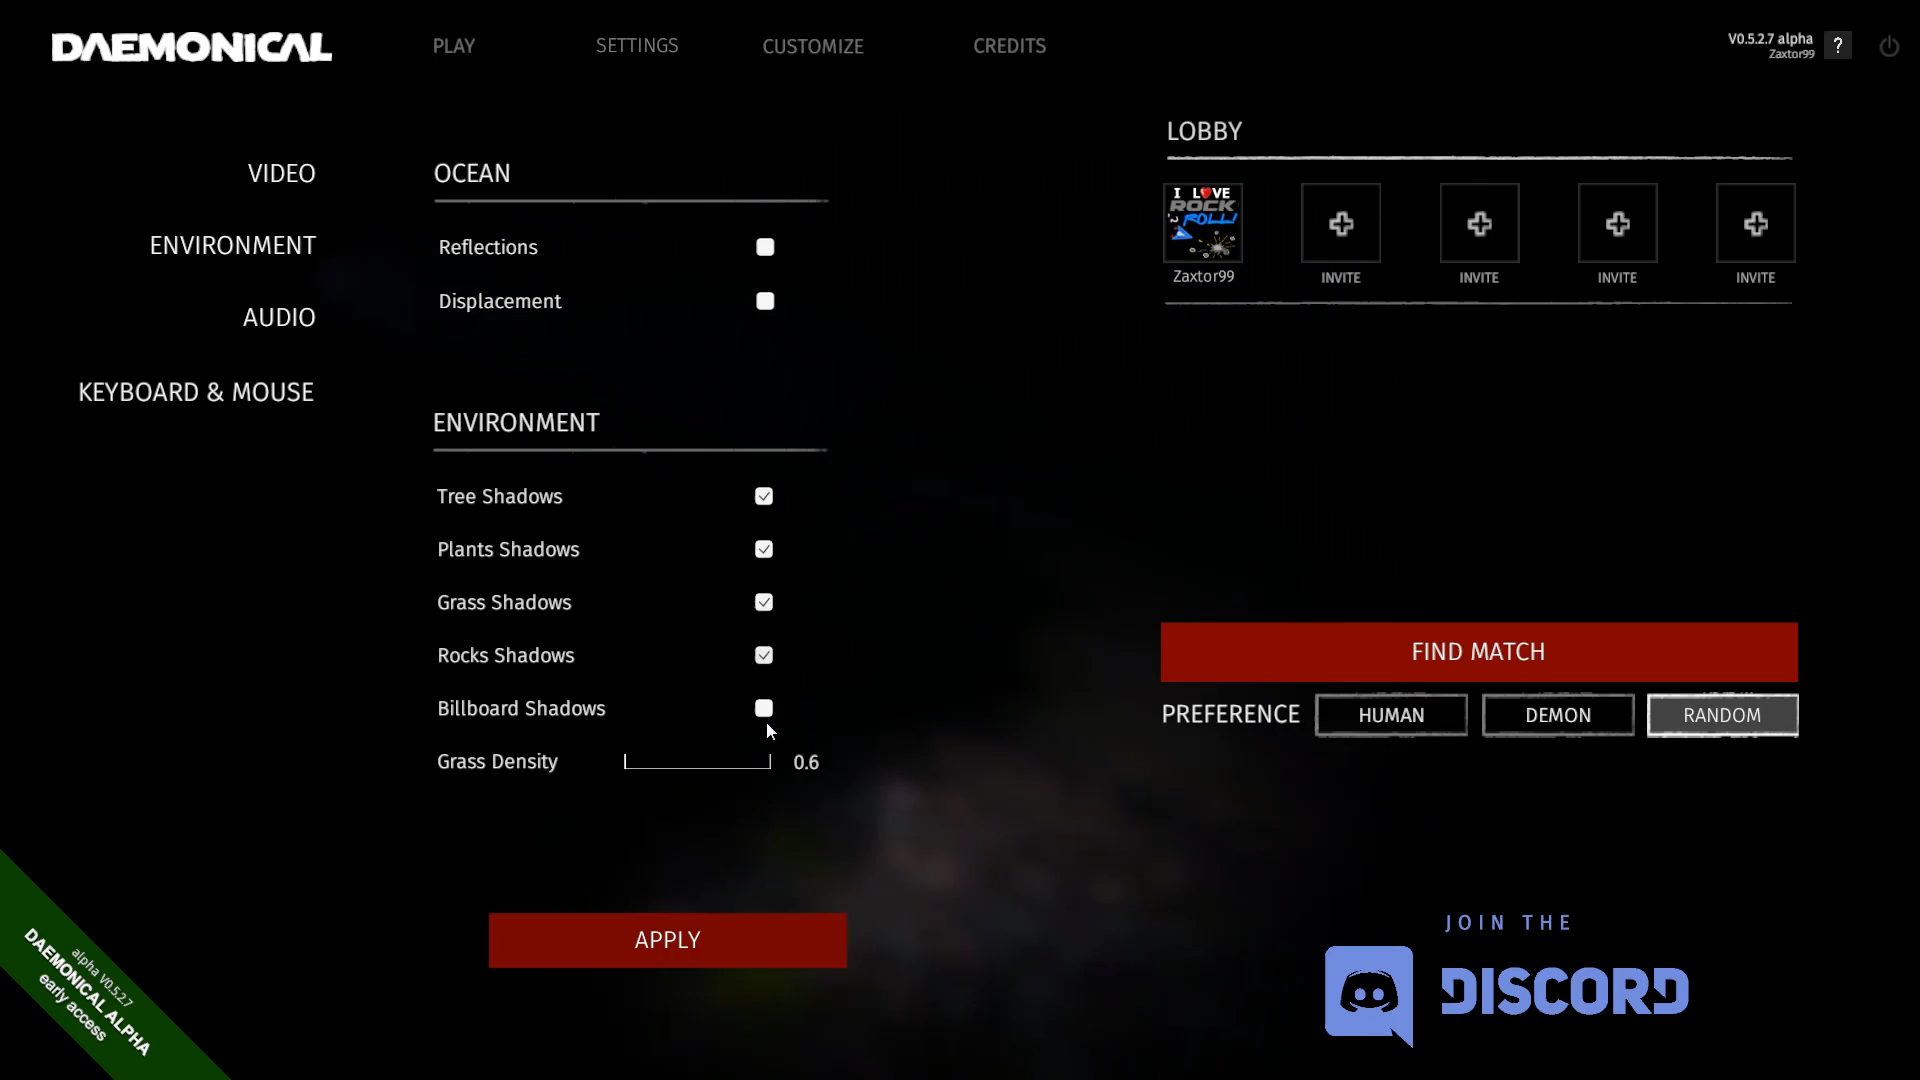 DAEMONICAL
PLAY
SETTINGS
CUSTOMIZE
CREDITS
V0.5.2.7 alpha
Zaxtor99
?
VIDEO
ENVIRONMENT
AUDIO
KEYBOARD & MOUSE
OCEAN
Reflections
Displacement
ENVIRONMENT
Tree Shadows
Plants Shadows
Grass Shadows
Rocks Shadows
Billboard Shadows
Grass Density 0.6
APPLY
LOBBY
I LOVE
ROCK
ROLL!
Zaxtor99
INVITE
INVITE
INVITE
INVITE
FIND MATCH
PREFERENCE HUMAN DEMON RANDOM
JOIN THE
DISCORD
alpha V0.5.2.7
DAEMONICAL ALPHA
early access